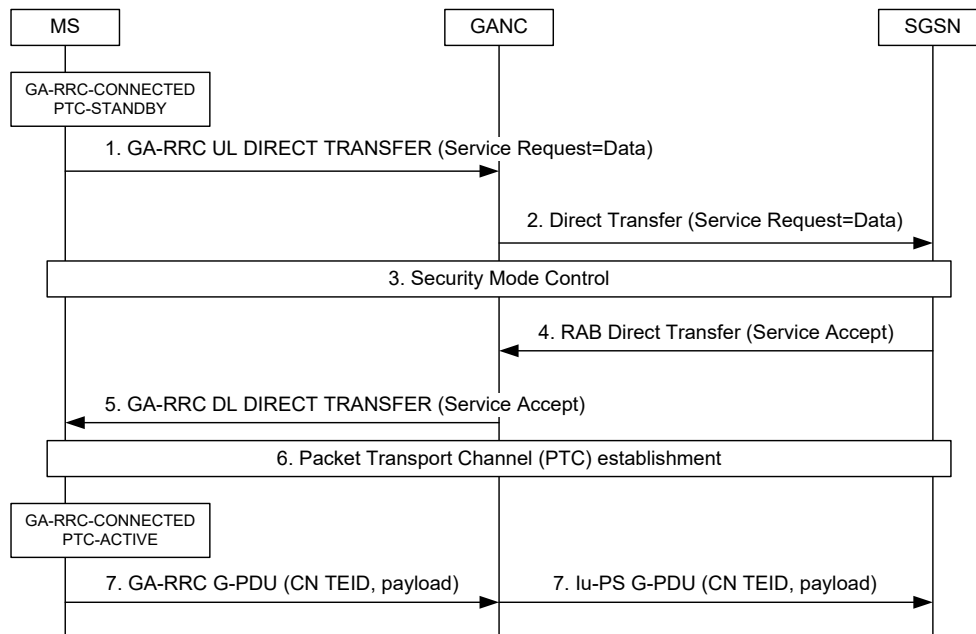 MS
GANC
SGSN
GA-RRC-CONNECTED
PTC-STANDBY
1. GA-RRC UL DIRECT TRANSFER (Service Request=Data)
2. Direct Transfer (Service Request=Data)
3. Security Mode Control
4. RAB Direct Transfer (Service Accept)
5. GA-RRC DL DIRECT TRANSFER (Service Accept)
6. Packet Transport Channel (PTC) establishment
GA-RRC-CONNECTED
PTC-ACTIVE
7. GA-RRC G-PDU (CN TEID, payload)
7. Iu-PS G-PDU (CN TEID, payload)